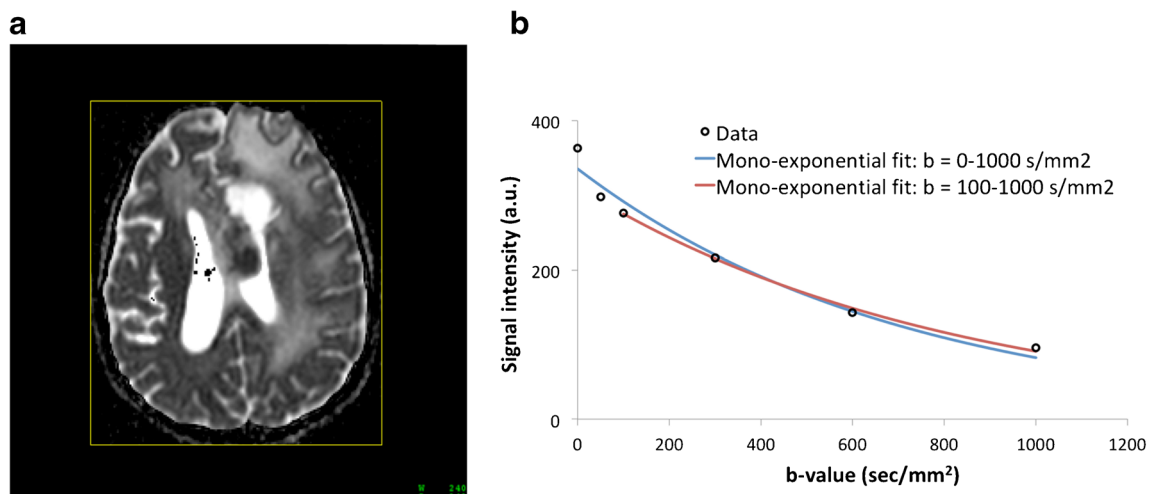 a
b
400
Data
Mono-exponential fit: b = 0-1000 s/mm2
Mono-exponential fit: b = 100-1000 s/mm2
Signal intensity (a.u.)
200
0
0 200 400 600 800 1000 1200
b-value (sec/mm²)
W 240